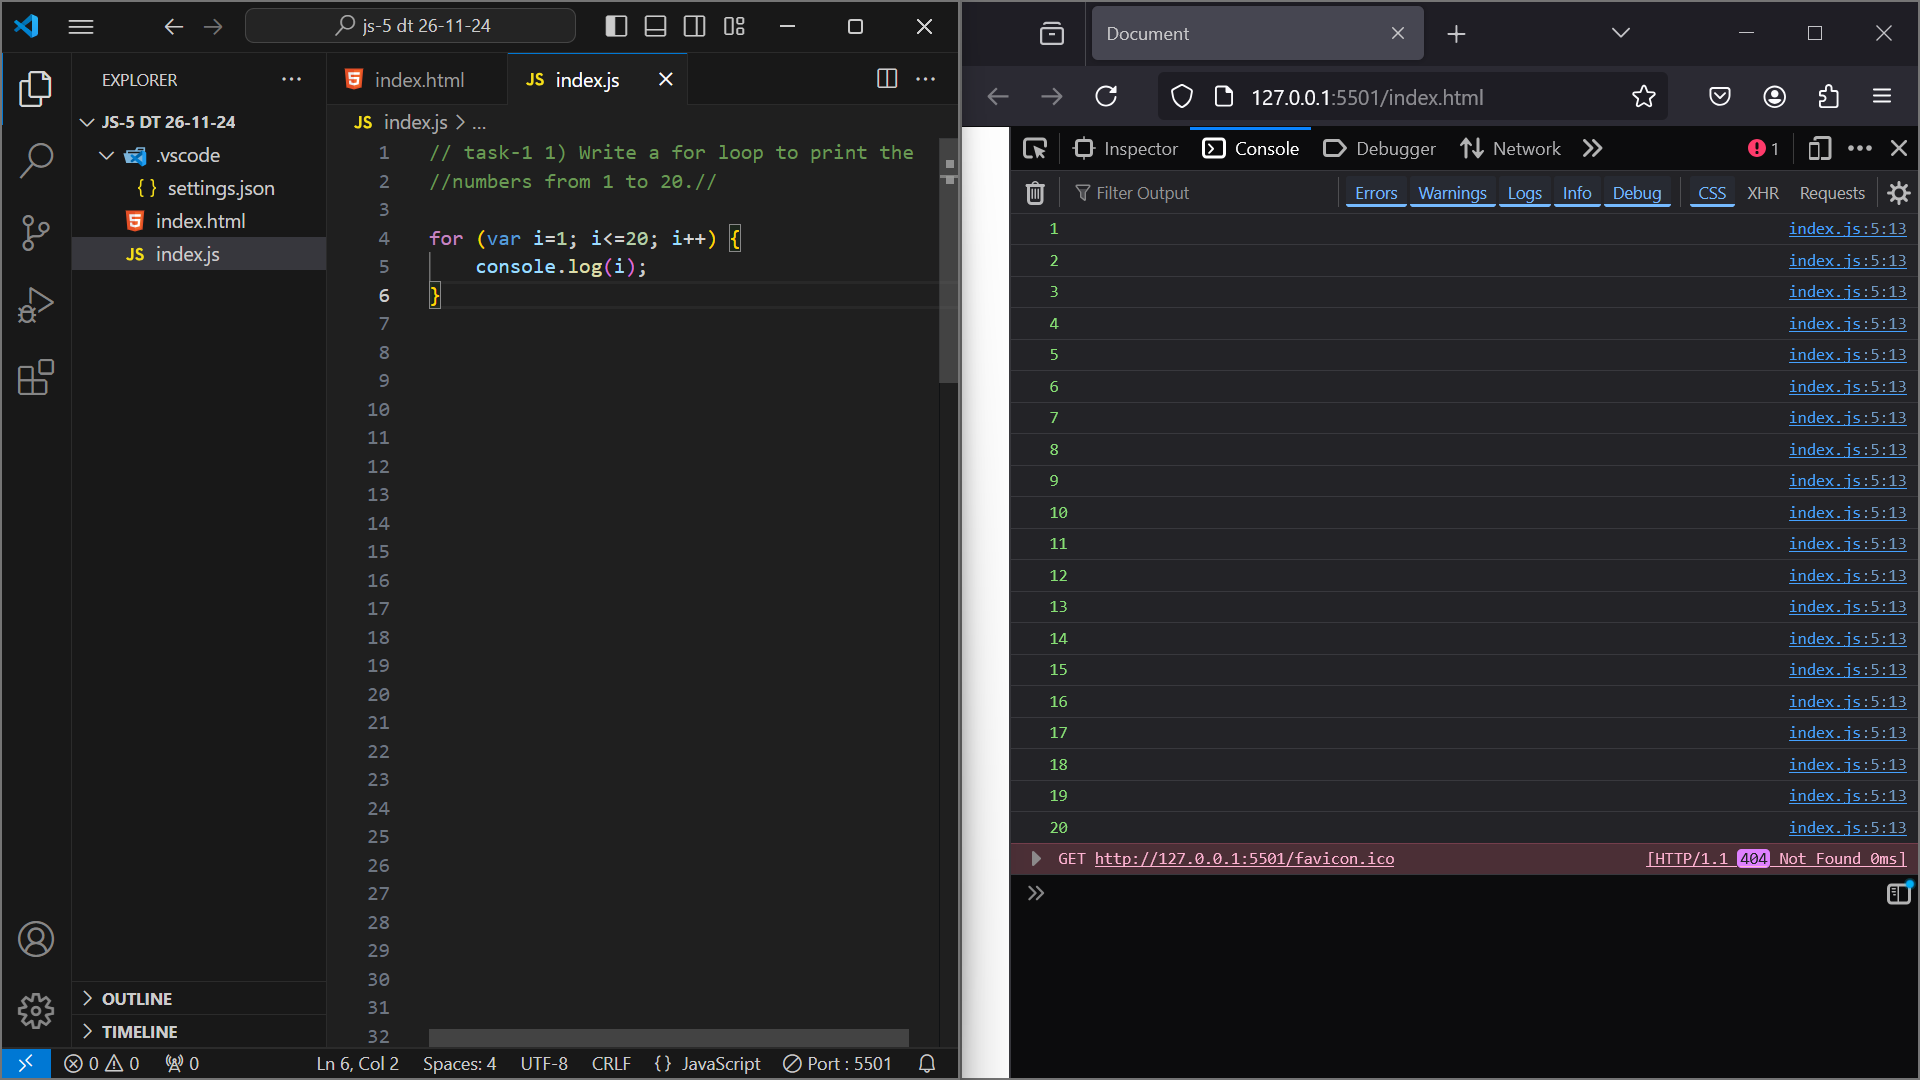 js-5 dt 26-11-24
EXPLORER
JS-5 DT 26-11-24
.vscode
{ } settings.json
index.html
JS index.js
OUTLINE
TIMELINE
index.html
JS index.js
JS index.js > ...
1 // task-1 1) Write a for loop to print the
2 //numbers from 1 to 20.//
3
4 for (var i=1; i<=20; i++) {
5 console.log(i);
6 }
7
8
9
10
11
12
13
14
15
16
17
18
19
20
21
22
23
24
25
26
27
28
29
30
31
32
0 0 0 Ln 6, Col 2 Spaces: 4 UTF-8 CRLF { } JavaScript Port : 5501
Document
127.0.0.1:5501/index.html
Inspector Console Debugger Network 1
Filter Output Errors Warnings Logs Info Debug CSS XHR Requests
1 index.js:5:13
2 index.js:5:13
3 index.js:5:13
4 index.js:5:13
5 index.js:5:13
6 index.js:5:13
7 index.js:5:13
8 index.js:5:13
9 index.js:5:13
10 index.js:5:13
11 index.js:5:13
12 index.js:5:13
13 index.js:5:13
14 index.js:5:13
15 index.js:5:13
16 index.js:5:13
17 index.js:5:13
18 index.js:5:13
19 index.js:5:13
20 index.js:5:13
GET http://127.0.0.1:5501/favicon.ico [HTTP/1.1 404 Not Found 0ms]